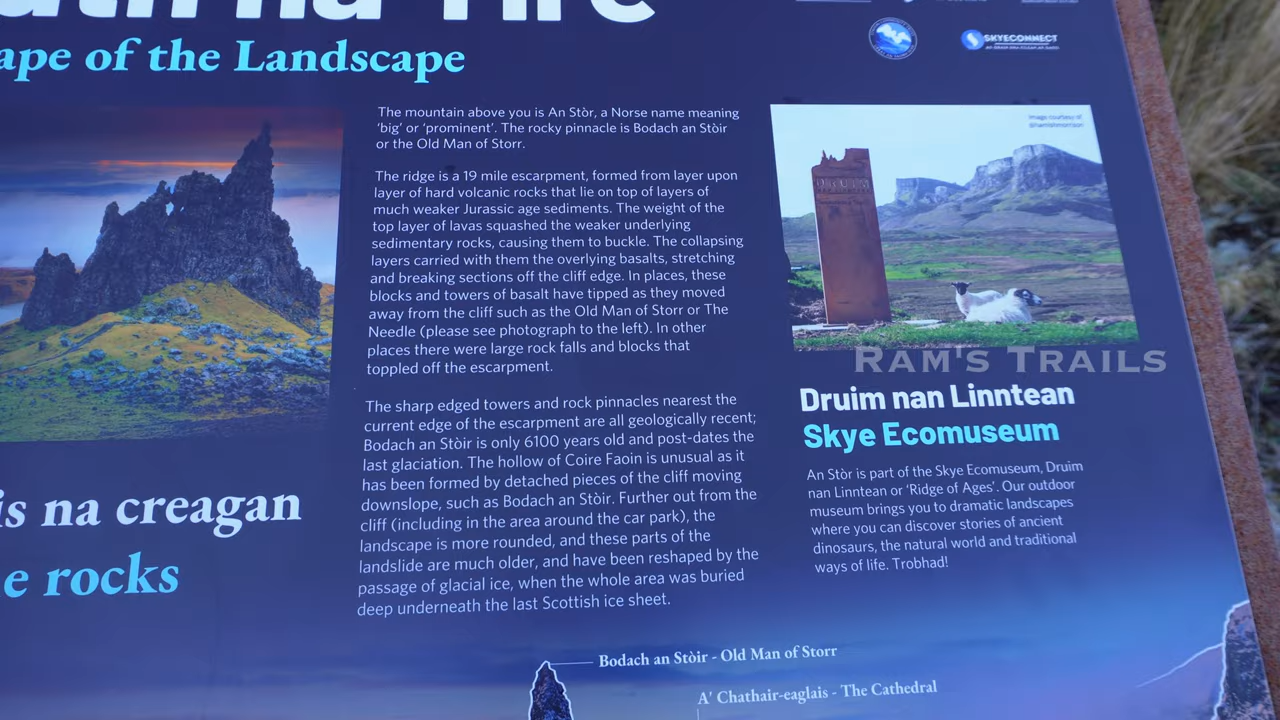 ape of the Landscape
SKYECONNECT
The mountain above you is An Stòr, a Norse name meaning
'big' or 'prominent'. The rocky pinnacle is Bodach an Stòir
or the Old Man of Storr.
The ridge is a 19 mile escarpment, formed from layer upon
layer of hard volcanic rocks that lie on top of layers of
much weaker Jurassic age sediments. The weight of the
top layer of lavas squashed the weaker underlying
sedimentary rocks, causing them to buckle. The collapsing
layers carried with them the overlying basalts, stretching
and breaking sections off the cliff edge. In places, these
blocks and towers of basalt have tipped as they moved
away from the cliff such as the Old Man of Storr or The
Needle (please see photograph to the left). In other
places there were large rock falls and blocks that
toppled off the escarpment.
The sharp edged towers and rock pinnacles nearest the
current edge of the escarpment are all geologically recent;
Bodach an Stòir is only 6100 years old and post-dates the
last glaciation. The hollow of Coire Faoin is unusual as it
has been formed by detached pieces of the cliff moving
downslope, such as Bodach an Stòir. Further out from the
cliff (including in the area around the car park), the
landscape is more rounded, and these parts of the
landslide are much older, and have been reshaped by the
passage of glacial ice, when the whole area was buried
deep underneath the last Scottish ice sheet.
Image courtesy of
@hamishmorrison
DRUIM
RAM'S TRAILS
Druim nan Linntean
Skye Ecomuseum
An Stòr is part of the Skye Ecomuseum, Druim
nan Linntean or 'Ridge of Ages'. Our outdoor
museum brings you to dramatic landscapes
where you can discover stories of ancient
dinosaurs, the natural world and traditional
ways of life. Trobhad!
is na creagan
e rocks
Bodach an Stòir - Old Man of Storr
A' Chathair-eaglais - The Cathedral